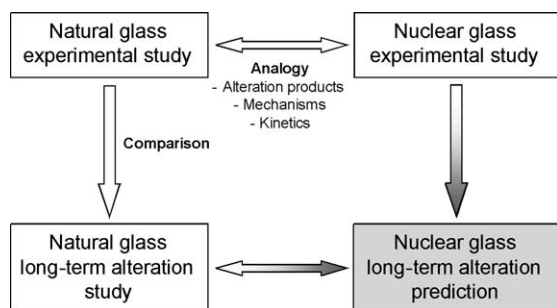 Natural glass
experimental study
Nuclear glass
experimental study
Analogy
- Alteration products
- Mechanisms
- Kinetics
Comparison
Natural glass
long-term alteration
study
Nuclear glass
long-term alteration
prediction